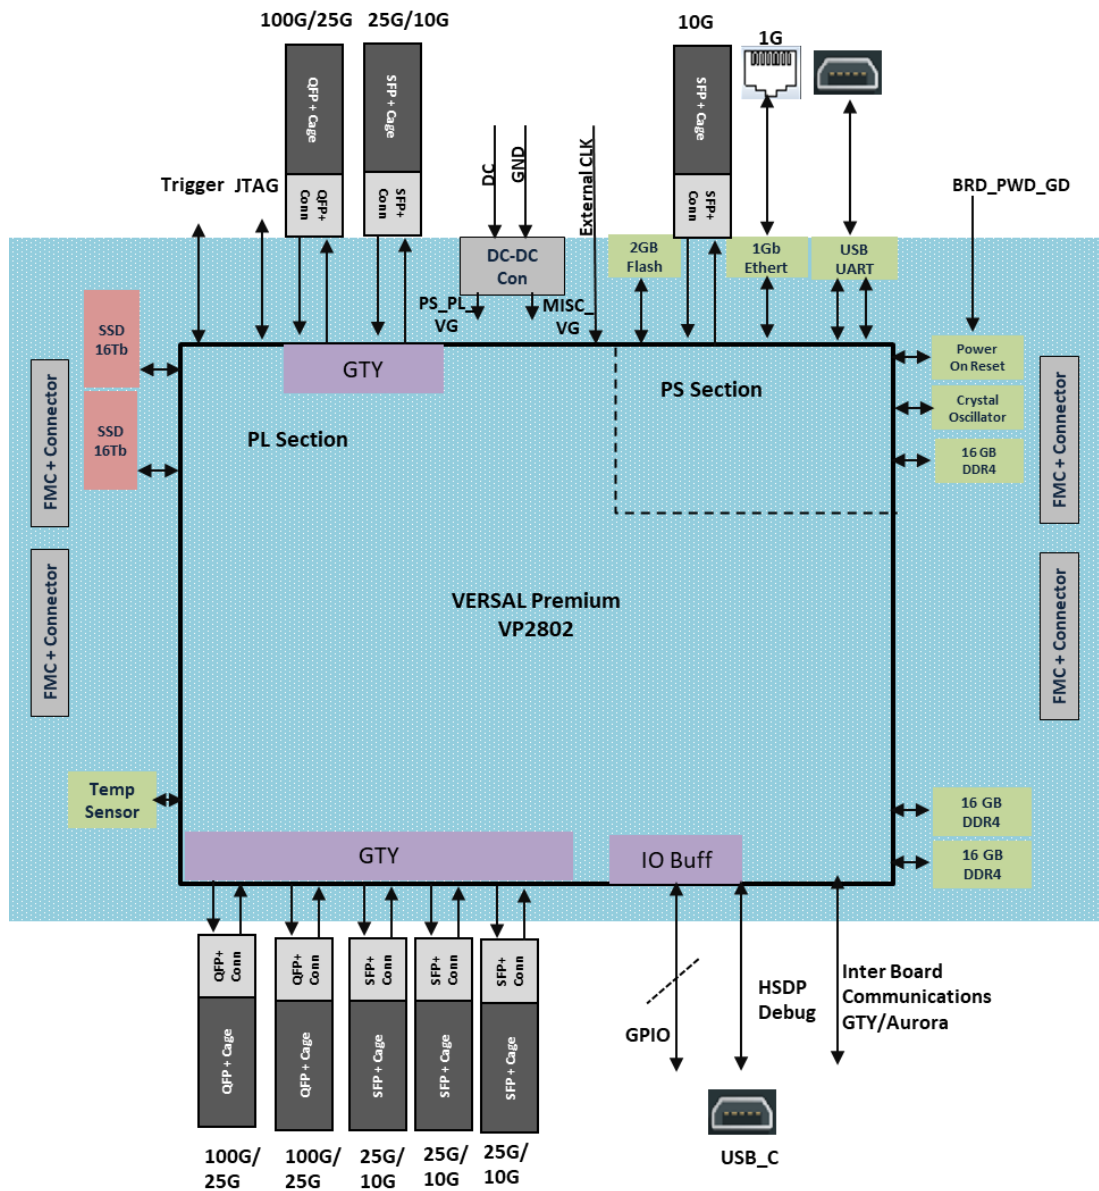 100G/25G
25G/10G
10G
1G
QFP + Cage
SFP + Cage
SFP + Cage
QFP+
Conn
SFP+
Conn
SFP+
Conn
Trigger
JTAG
DC
GND
External CLK
BRD_PWD_GD
DC-DC
Con
2GB
Flash
1Gb
Ethert
USB
UART
PS_PL_
VG
MISC_
VG
SSD
16Tb
SSD
16Tb
GTY
PS Section
PL Section
Power
On Reset
Crystal
Oscillator
16 GB
DDR4
FMC + Connector
FMC + Connector
FMC + Connector
FMC + Connector
VERSAL Premium
VP2802
Temp
Sensor
16 GB
DDR4
16 GB
DDR4
GTY
IO Buff
QFP+
Conn
QFP+
Conn
SFP+
Conn
SFP+
Conn
SFP+
Conn
QFP + Cage
QFP + Cage
SFP + Cage
SFP + Cage
SFP + Cage
GPIO
HSDP
Debug
Inter Board
Communications
GTY/Aurora
100G/
25G
100G/
25G
25G/
10G
25G/
10G
25G/
10G
USB_C